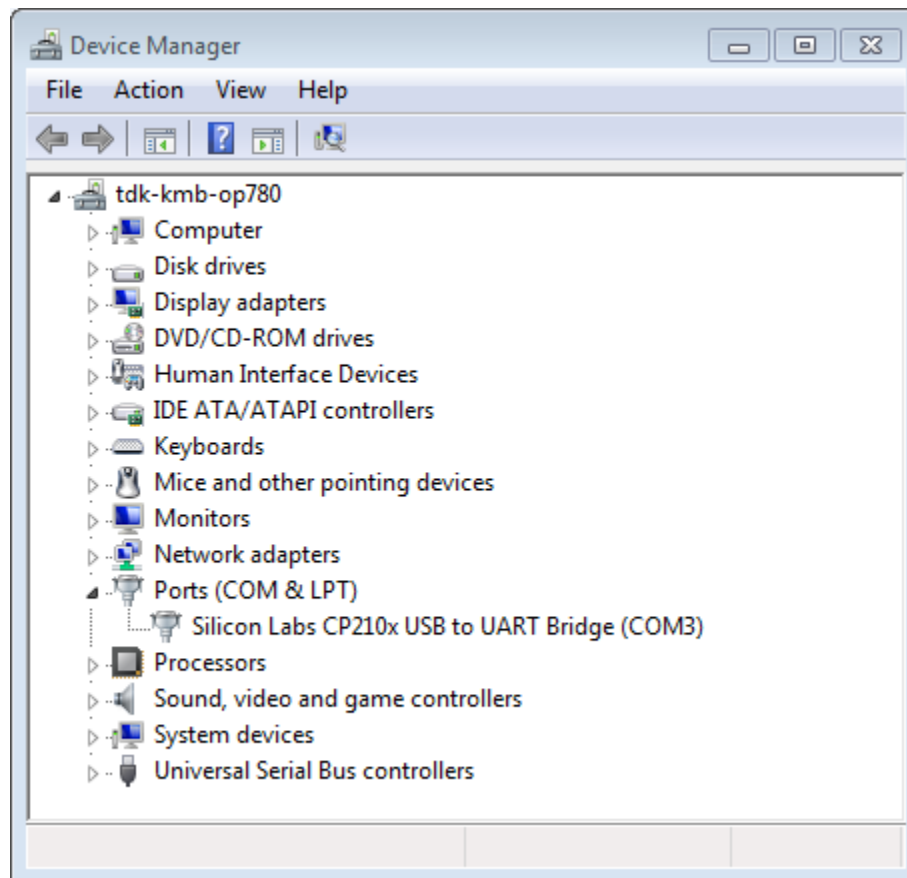 Device Manager
File Action View Help
tdk-kmb-op780
Computer
Disk drives
Display adapters
DVD/CD-ROM drives
Human Interface Devices
IDE ATA/ATAPI controllers
Keyboards
Mice and other pointing devices
Monitors
Network adapters
Ports (COM & LPT)
Silicon Labs CP210x USB to UART Bridge (COM3)
Processors
Sound, video and game controllers
System devices
Universal Serial Bus controllers